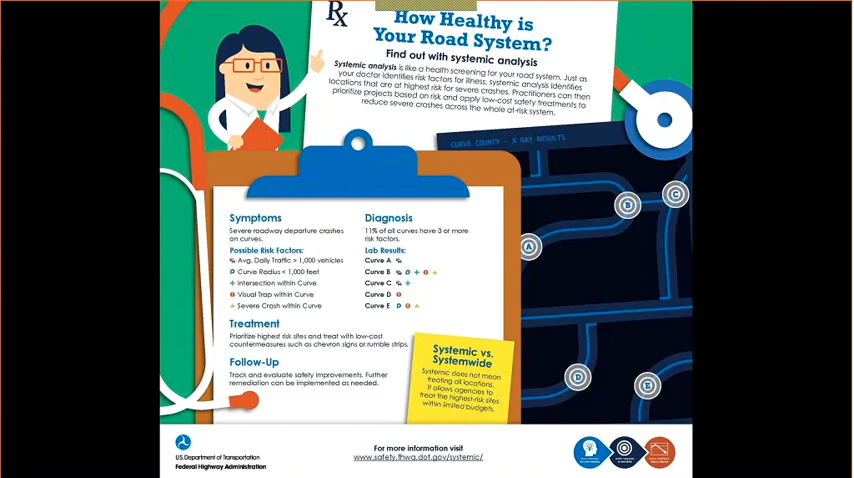 Rx
How Healthy is
Your Road System?
Find out with systemic analysis
Systemic analysis is like a health screening for your road system. Just as
your doctor identifies risk factors for illness, systemic analysis identifies
locations that are at highest risk for severe crashes. Practitioners can then
prioritize projects based on risk and apply low-cost safety treatments to
reduce severe crashes across the whole at-risk system.
CURVE COUNTY - X RAY RESULTS
B
C
A
D
E
Symptoms
Severe roadway departure crashes
on curves.
Possible Risk Factors:
Avg. Daily Traffic > 1,000 vehicles
Curve Radius < 1,000 feet
Intersection within Curve
Visual Trap within Curve
Severe Crash within Curve
Diagnosis
11% of all curves have 3 or more
risk factors.
Lab Results:
Curve A
Curve B
Curve C
Curve D
Curve E
Treatment
Prioritize highest risk sites and treat with low-cost
countermeasures such as chevron signs or rumble strips.
Follow-Up
Track and evaluate safety improvements. Further
remediation can be implemented as needed.
Systemic vs.
Systemwide
Systemic does not mean
treating all locations.
It allows agencies to
treat the highest-risk sites
within limited budgets.
U.S. Department of Transportation
Federal Highway Administration
For more information visit
www.safety.fhwa.dot.gov/systemic/